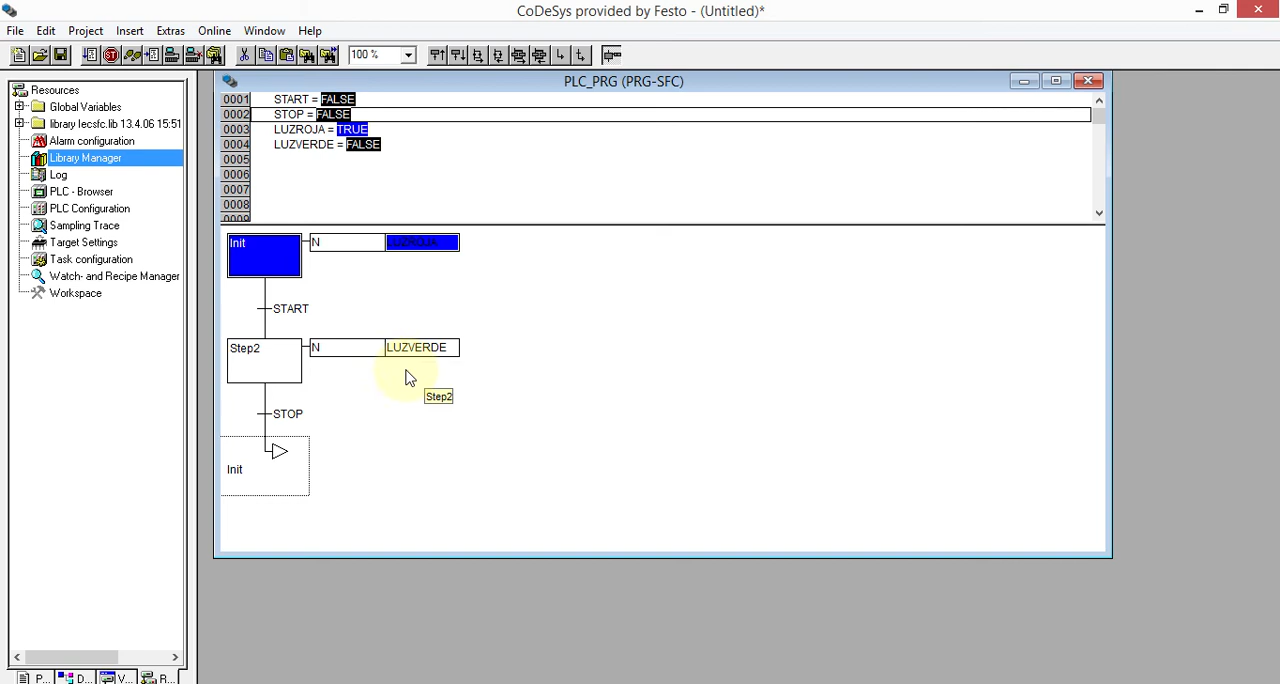 CoDeSys provided by Festo - (Untitled)*
File Edit Project Insert Extras Online Window Help
100 %
Resources
Global Variables
library lecsfc.lib 13.4.06 15:51
Alarm configuration
Library Manager
Log
PLC - Browser
PLC Configuration
Sampling Trace
Target Settings
Task configuration
Watch- and Recipe Manager
Workspace
P... D... V... R...
PLC_PRG (PRG-SFC)
0001 START = FALSE
0002 STOP = FALSE
0003 LUZROJA = TRUE
0004 LUZVERDE = FALSE
0005
0006
0007
0008
0009
Init N LUZROJA
START
Step2 N LUZVERDE
Step2
STOP
Init